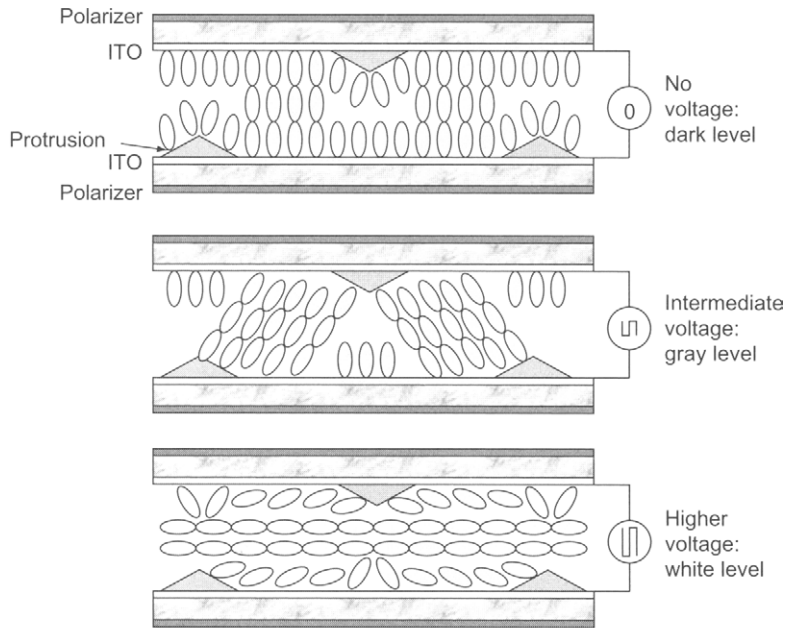 Polarizer
ITO
Protrusion
ITO
Polarizer
0
No
voltage:
dark level
Intermediate
voltage:
gray level
Higher
voltage:
white level